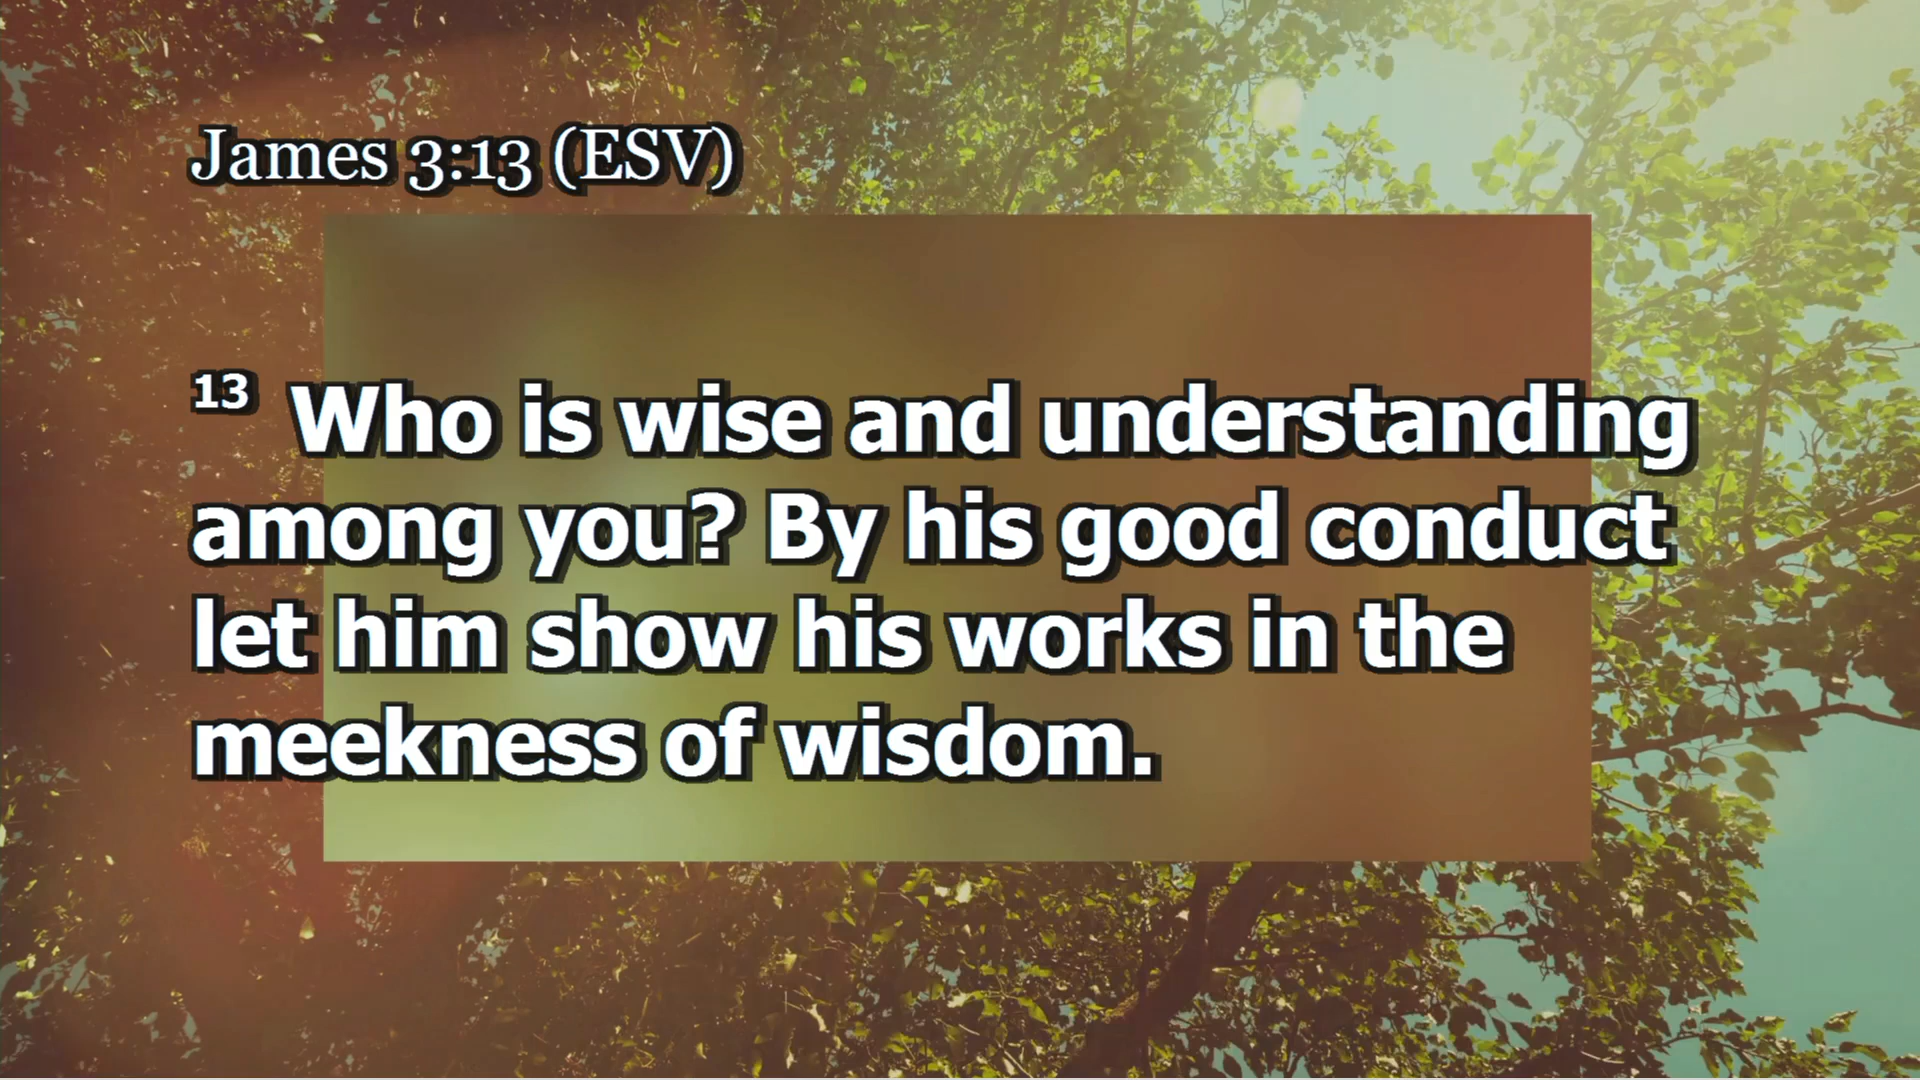 James 3:13 (ESV)
13 Who is wise and understanding
among you? By his good conduct
let him show his works in the
meekness of wisdom.